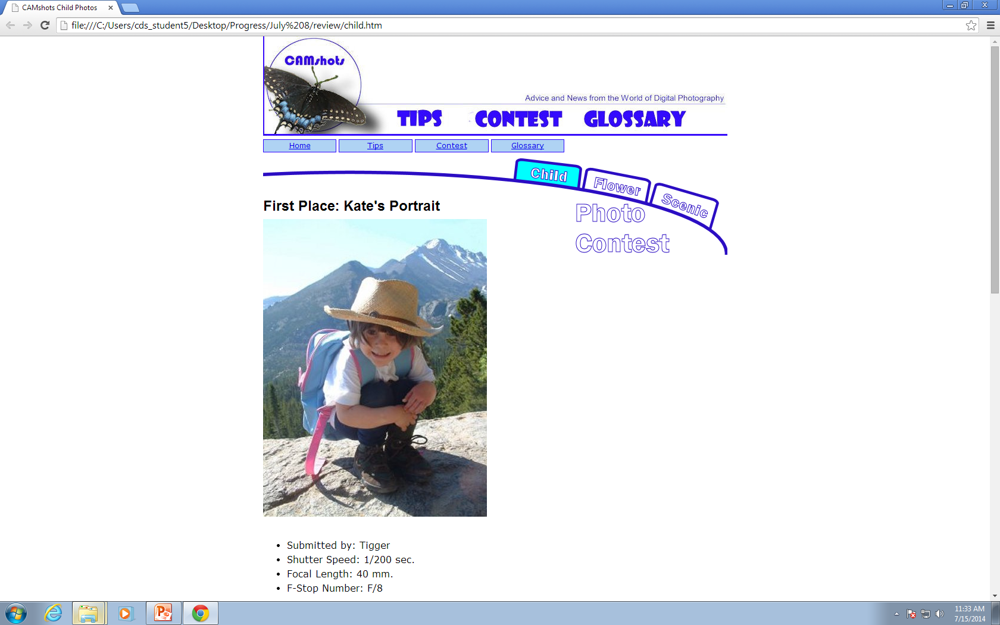 CAMshots Child Photos
file:///C:/Users/cds_student5/Desktop/Progress/July%208/review/child.htm
CAMshots
Advice and News from the World of Digital Photography
TIPS CONTEST GLOSSARY
Home Tips Contest Glossary
Child Flower Scenic
Photo
Contest
First Place: Kate's Portrait
• Submitted by: Tigger
• Shutter Speed: 1/200 sec.
• Focal Length: 40 mm.
• F-Stop Number: F/8
11:33 AM
7/15/2014